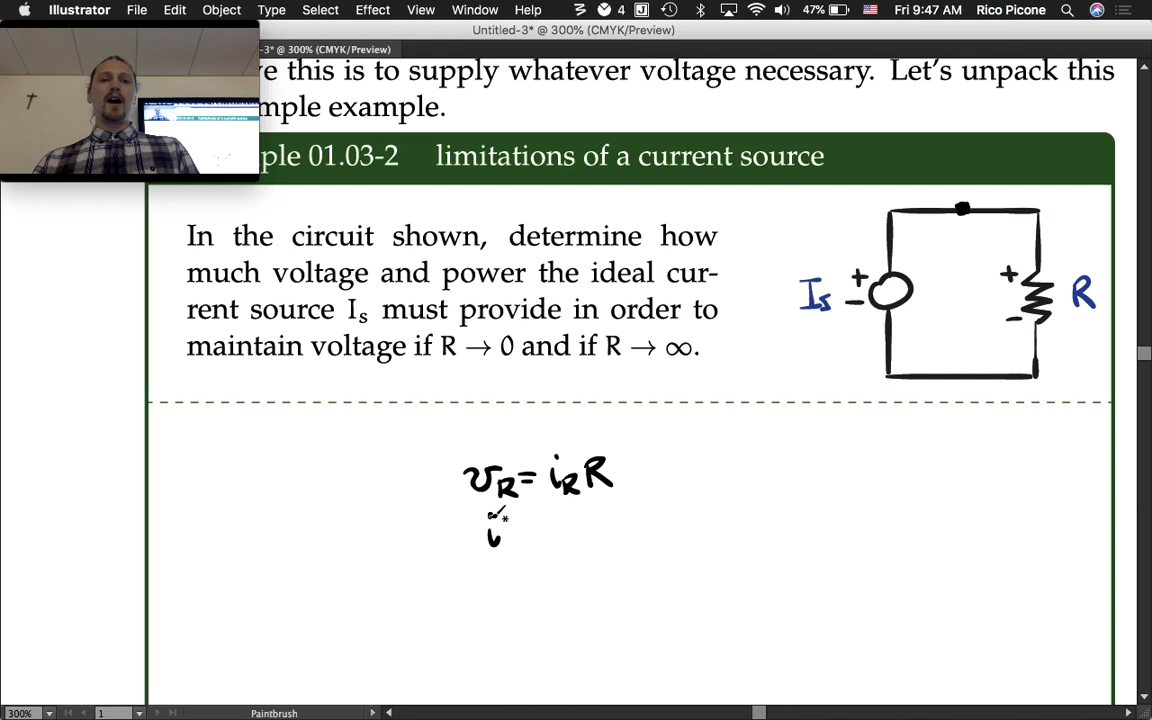 Illustrator File Edit Object Type Select Effect View Window Help 4 47% Fri 9:47 AM Rico Picone
Untitled-3* @ 300% (CMYK/Preview)
-3* @ 300% (CMYK/Preview)
ve this is to supply whatever voltage necessary. Let's unpack this
mple example.
ple 01.03-2 limitations of a current source
In the circuit shown, determine how
much voltage and power the ideal cur-
rent source Is must provide in order to
maintain voltage if R → 0 and if R → ∞.
+
Is
-
+
R
-
vR = iR R
300% 1 Paintbrush